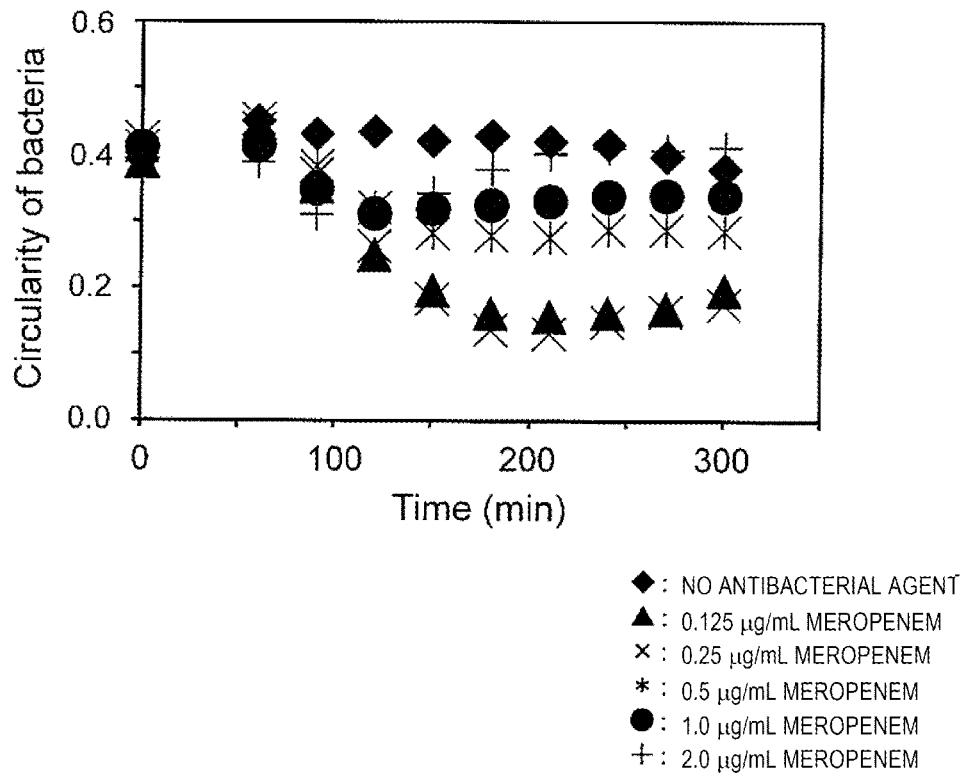 Circularity of bacteria
0.6
0.4
0.2
0.0
0 100 200 300
Time (min)
◆ : NO ANTIBACTERIAL AGENT
▲ : 0.125 µg/mL MEROPENEM
× : 0.25 µg/mL MEROPENEM
* : 0.5 µg/mL MEROPENEM
● : 1.0 µg/mL MEROPENEM
+ : 2.0 µg/mL MEROPENEM